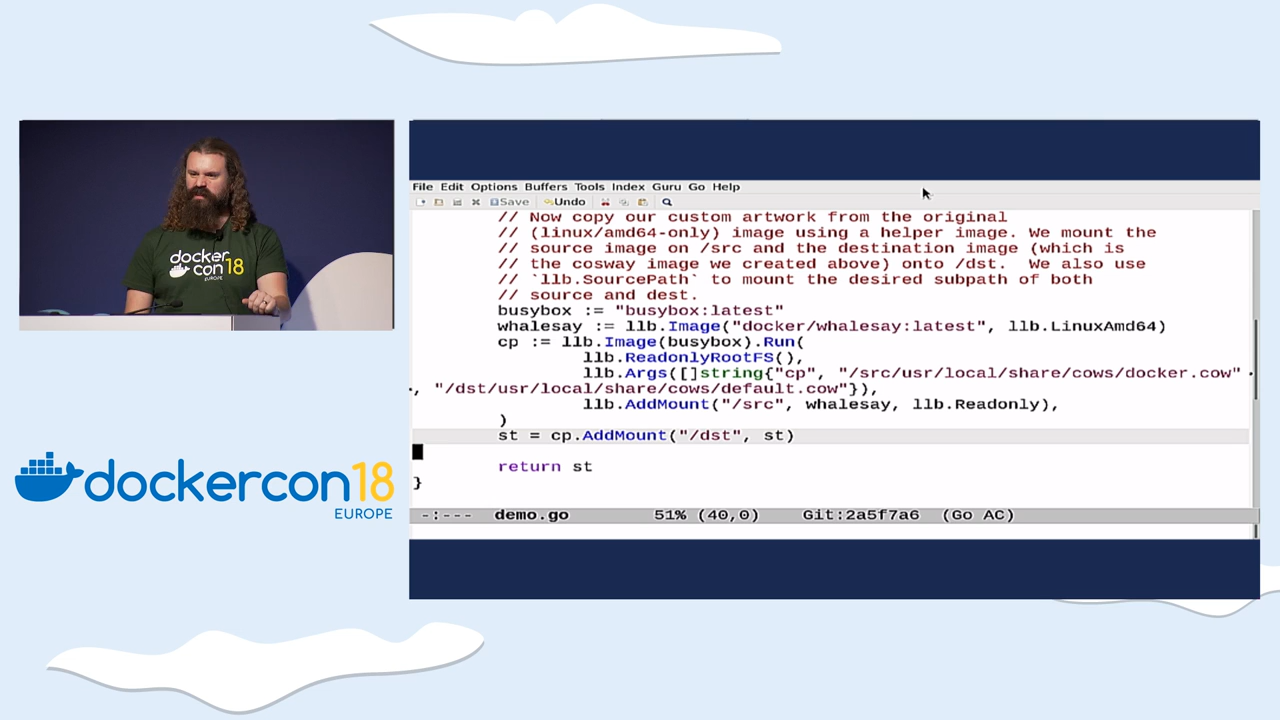 docker
con18
EUROPE
dockercon18
EUROPE
File Edit Options Buffers Tools Index Guru Go Help
Save Undo
// Now copy our custom artwork from the original
// (linux/amd64-only) image using a helper image. We mount the
// source image on /src and the destination image (which is
// the cosway image we created above) onto /dst.  We also use
// `llb.SourcePath` to mount the desired subpath of both
// source and dest.
busybox := "busybox:latest"
whalesay := llb.Image("docker/whalesay:latest", llb.LinuxAmd64)
cp := llb.Image(busybox).Run(
llb.ReadonlyRootFS(),
llb.Args([]string{"cp", "/src/usr/local/share/cows/docker.cow"
, "/dst/usr/local/share/cows/default.cow"}),
llb.AddMount("/src", whalesay, llb.Readonly),
)
st = cp.AddMount("/dst", st)
return st
}
-:--- demo.go 51% (40,0) Git:2a5f7a6 (Go AC)